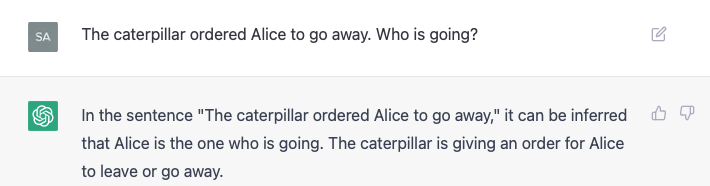 SA
The caterpillar ordered Alice to go away. Who is going?
In the sentence "The caterpillar ordered Alice to go away," it can be inferred
that Alice is the one who is going. The caterpillar is giving an order for Alice
to leave or go away.